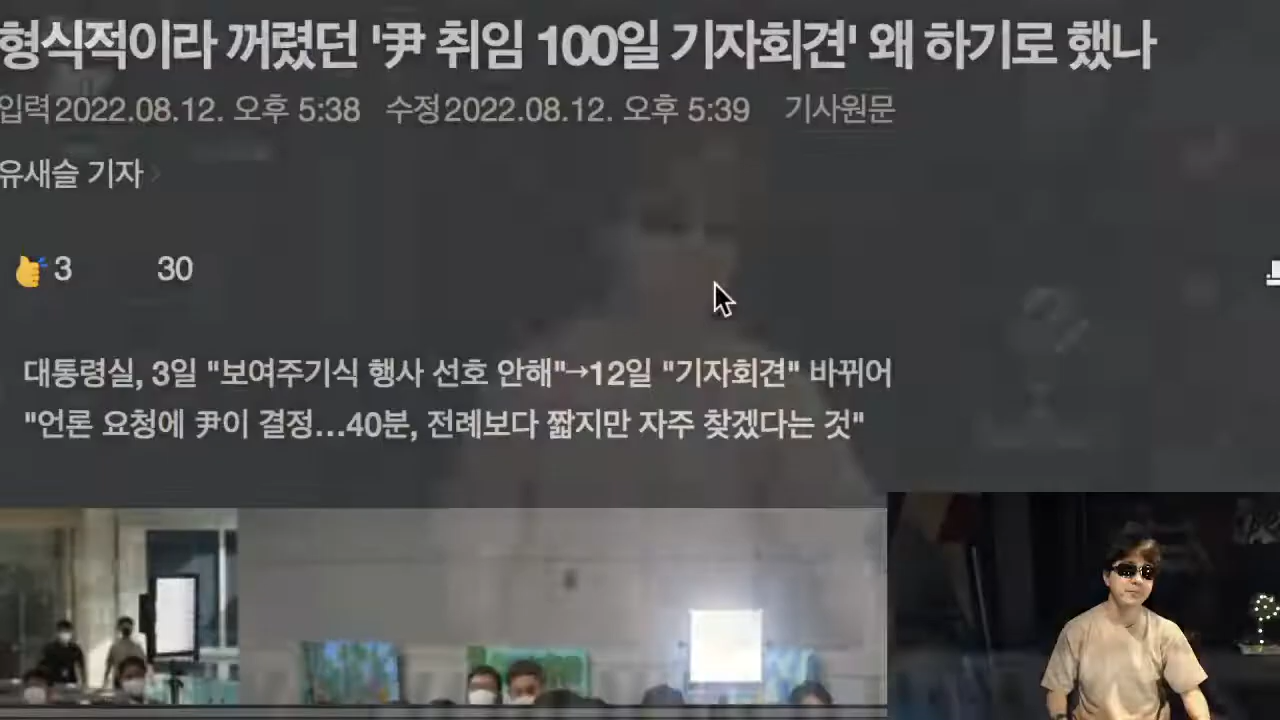 형식적이라 꺼렸던 '尹 취임 100일 기자회견' 왜 하기로 했나
입력2022.08.12. 오후 5:38 수정2022.08.12. 오후 5:39 기사원문
유새슬 기자
3 30
대통령실, 3일 "보여주기식 행사 선호 안해"→12일 "기자회견" 바뀌어
"언론 요청에 尹이 결정…40분, 전례보다 짧지만 자주 찾겠다는 것"